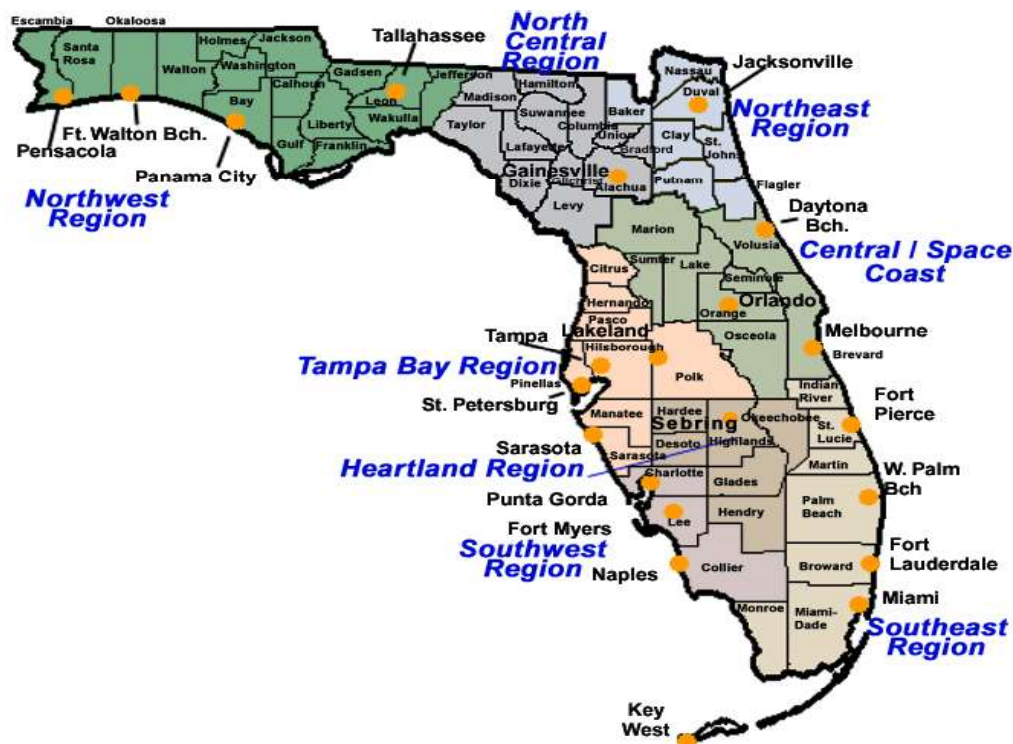 Escambia
Okaloosa
Santa
Rosa
Walton
Holmes
Jackson
Washington
Bay
Calhoun
Gulf
Liberty
Franklin
Gadsen
Leon
Wakulla
Jefferson
Tallahassee
Ft. Walton Bch.
Pensacola
Panama City
Northwest
Region
North
Central
Region
Madison
Hamilton
Taylor
Suwannee
Columbia
Lafayette
Union
Bradford
Gainesville
Gilchrist
Alachua
Dixie
Levy
Nassau
Duval
Baker
Clay
St.
Johns
Putnam
Flagler
Jacksonville
Northeast
Region
Daytona
Bch.
Central / Space
Coast
Marion
Volusia
Sumter
Lake
Seminole
Orlando
Orange
Osceola
Melbourne
Brevard
Citrus
Hernando
Pasco
Lakeland
Tampa
Hilsborough
Tampa Bay Region
Pinellas
St. Petersburg
Polk
Manatee
Sarasota
Sarasota
Heartland Region
Hardee
Sebring
Okeechobee
Desoto
Highlands
Charlotte
Glades
Hendry
Indian
River
Fort
Pierce
St.
Lucie
Martin
W. Palm
Bch
Palm
Beach
Punta Gorda
Fort Myers
Lee
Southwest
Region
Naples
Collier
Broward
Fort
Lauderdale
Monroe
Miami-
Dade
Miami
Southeast
Region
Key
West